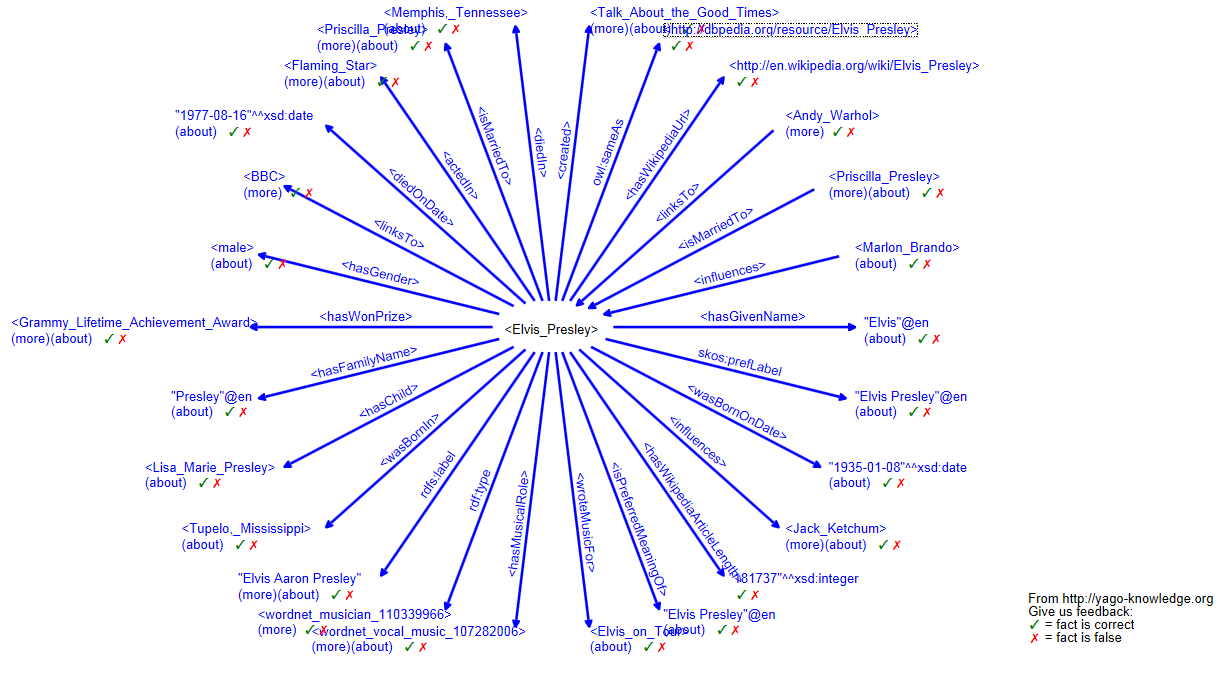 <Memphis,_Tennessee>
(about) ✓✗
<Talk_About_the_Good_Times>
(more)(about) ✓✗
<Priscilla_Presley>
(more)(about) ✓✗
<http://dbpedia.org/resource/Elvis_Presley>
✓✗
<Flaming_Star>
(more)(about) ✓✗
<http://en.wikipedia.org/wiki/Elvis_Presley>
✓✗
"1977-08-16"^^xsd:date
(about) ✓✗
<Andy_Warhol>
(more) ✓✗
<BBC>
(more) ✓✗
<Priscilla_Presley>
(more)(about) ✓✗
<male>
(about) ✓✗
<Marlon_Brando>
(about) ✓✗
<isMarriedTo>
<diedIn>
<created>
owl:sameAs
<hasWikipediaUrl>
<actedIn>
<diedOnDate>
<linksTo>
<linksTo>
<isMarriedTo>
<hasGender>
<influences>
<Grammy_Lifetime_Achievement_Award>
(more)(about) ✓✗
<hasWonPrize>
<Elvis_Presley>
<hasGivenName>
"Elvis"@en
(about) ✓✗
<hasFamilyName>
skos:prefLabel
<hasChild>
<wasBornOnDate>
<wasBornIn>
<influences>
rdfs:label
rdf:type
<hasMusicalRole>
<wroteMusicFor>
<isPreferredMeaningOf>
<hasWikipediaArticleLength>
"Presley"@en
(about) ✓✗
"Elvis Presley"@en
(about) ✓✗
<Lisa_Marie_Presley>
(about) ✓✗
"1935-01-08"^^xsd:date
(about) ✓✗
<Tupelo,_Mississippi>
(about) ✓✗
<Jack_Ketchum>
(more)(about) ✓✗
"Elvis Aaron Presley"
(more)(about) ✓✗
81737"^^xsd:integer
✓✗
<wordnet_musician_110339966>
(more) ✓✗
"Elvis Presley"@en
(about) ✓✗
<wordnet_vocal_music_107282006>
(more)(about) ✓✗
<Elvis_on_Tour>
(about) ✓✗
From http://yago-knowledge.org
Give us feedback:
✓ = fact is correct
✗ = fact is false